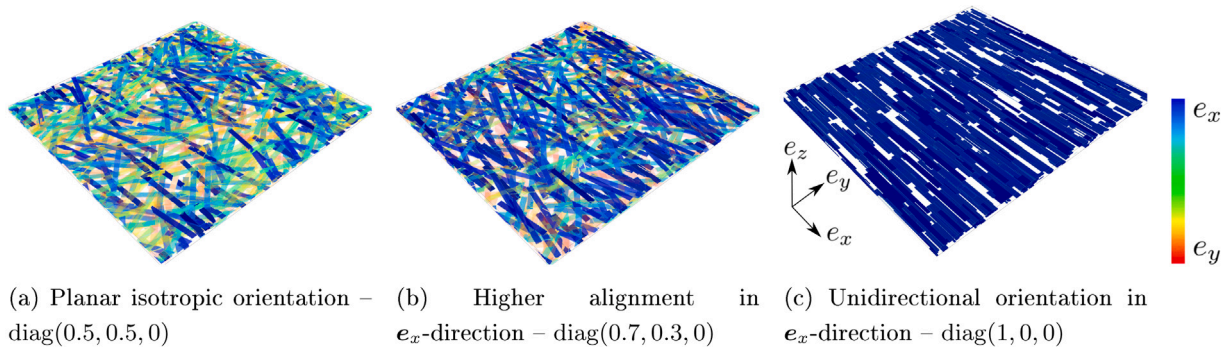 e_z
e_y
e_x
e_x
e_y
(a) Planar isotropic orientation –
diag(0.5, 0.5, 0)
(b) Higher alignment in
e_x-direction – diag(0.7, 0.3, 0)
(c) Unidirectional orientation in
e_x-direction – diag(1, 0, 0)